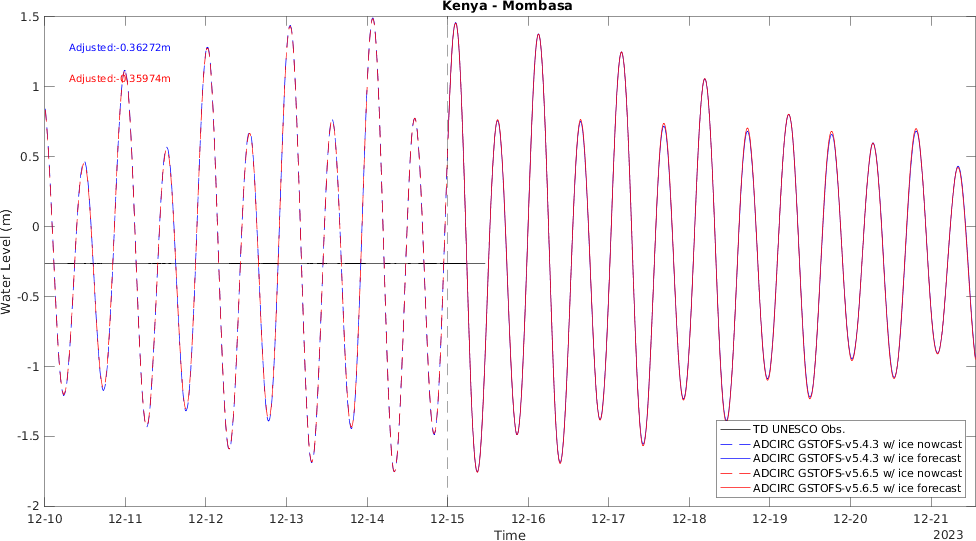 Kenya - Mombasa
Adjusted:-0.36272m
Adjusted:-0.35974m
Water Level (m)
1.5
1
0.5
0
-0.5
-1
-1.5
-2
12-10
12-11
12-12
12-13
12-14
12-15
12-16
12-17
12-18
12-19
12-20
12-21
Time
2023
TD UNESCO Obs.
ADCIRC GSTOFS-v5.4.3 w/ ice nowcast
ADCIRC GSTOFS-v5.4.3 w/ ice forecast
ADCIRC GSTOFS-v5.6.5 w/ ice nowcast
ADCIRC GSTOFS-v5.6.5 w/ ice forecast